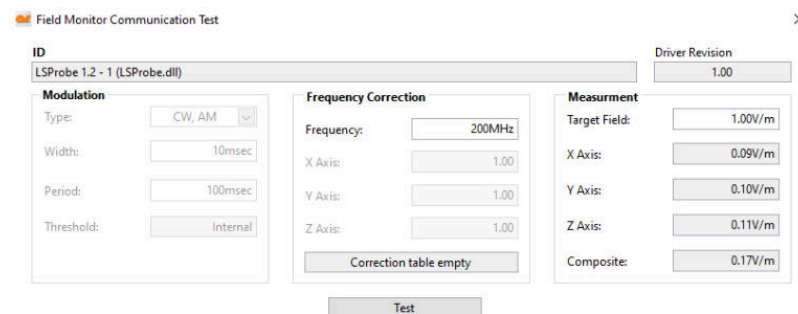 Field Monitor Communication Test
ID
Driver Revision
LSProbe 1.2 - 1 (LSProbe.dll)
1.00
Modulation
Type: CW, AM
Width: 10msec
Period: 100msec
Threshold: Internal
Frequency Correction
Frequency: 200MHz
X Axis: 1.00
Y Axis: 1.00
Z Axis: 1.00
Correction table empty
Measurment
Target Field: 1.00V/m
X Axis: 0.09V/m
Y Axis: 0.10V/m
Z Axis: 0.11V/m
Composite: 0.17V/m
Test